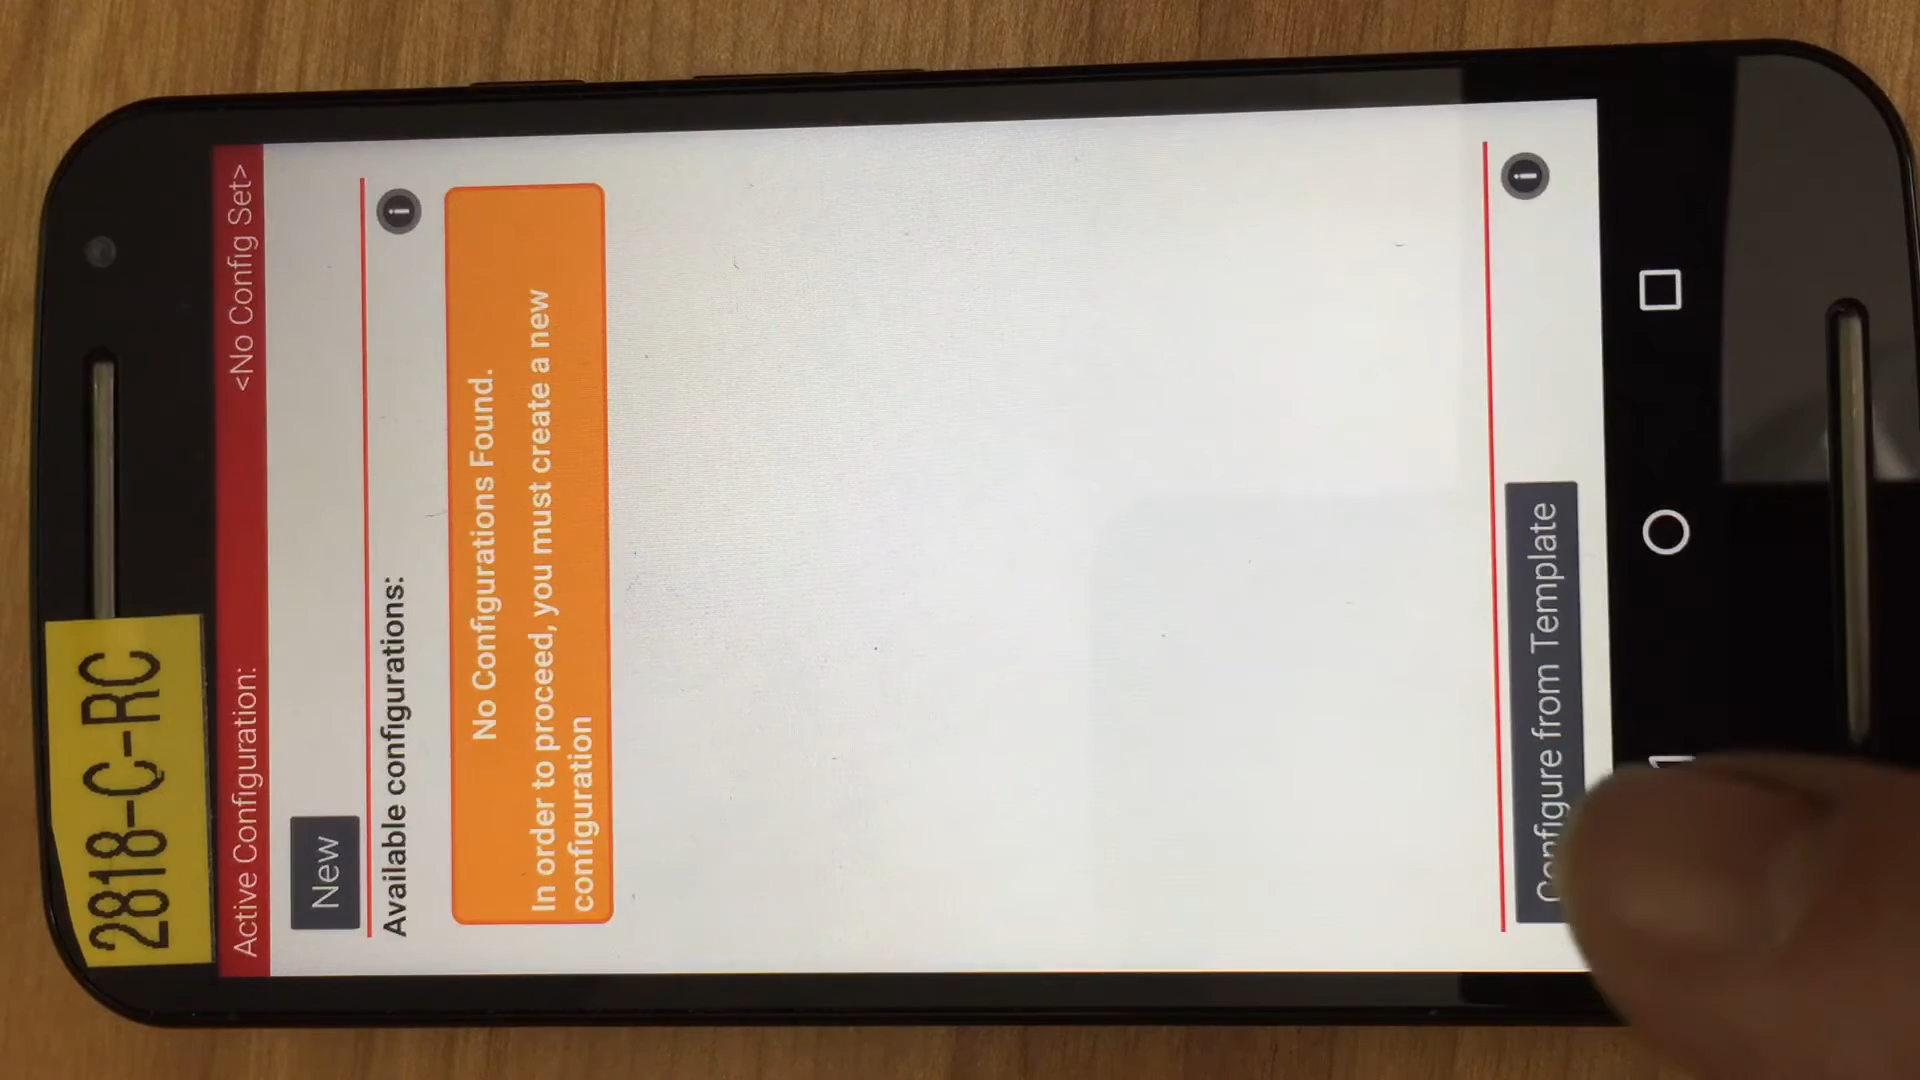 2818-C-RC
Active Configuration: <No Config Set>
New
Available configurations:
No Configurations Found.
In order to proceed, you must create a new
configuration
Configure from Template